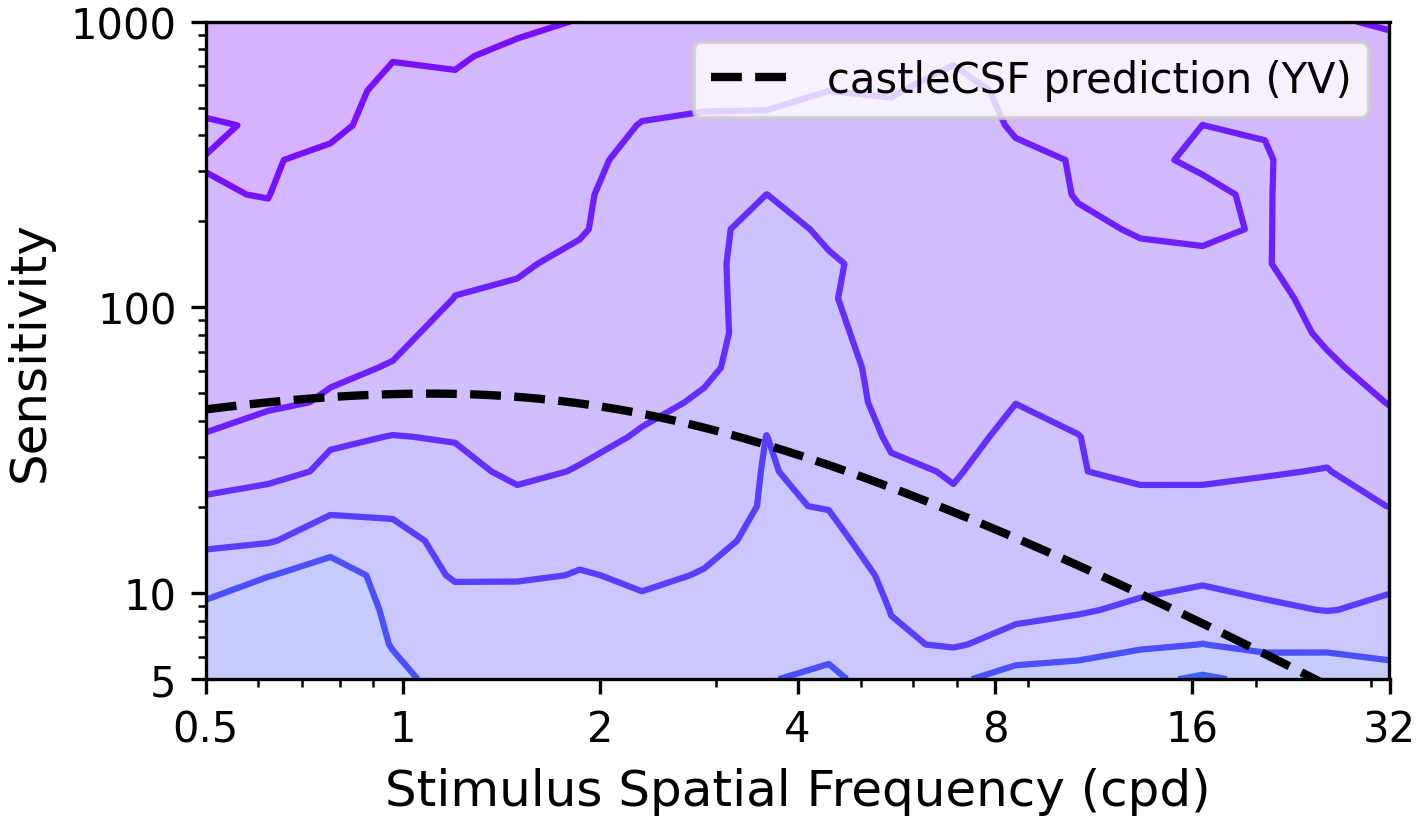 1000
100
10
5
Sensitivity
castleCSF prediction (YV)
0.5 1 2 4 8 16 32
Stimulus Spatial Frequency (cpd)